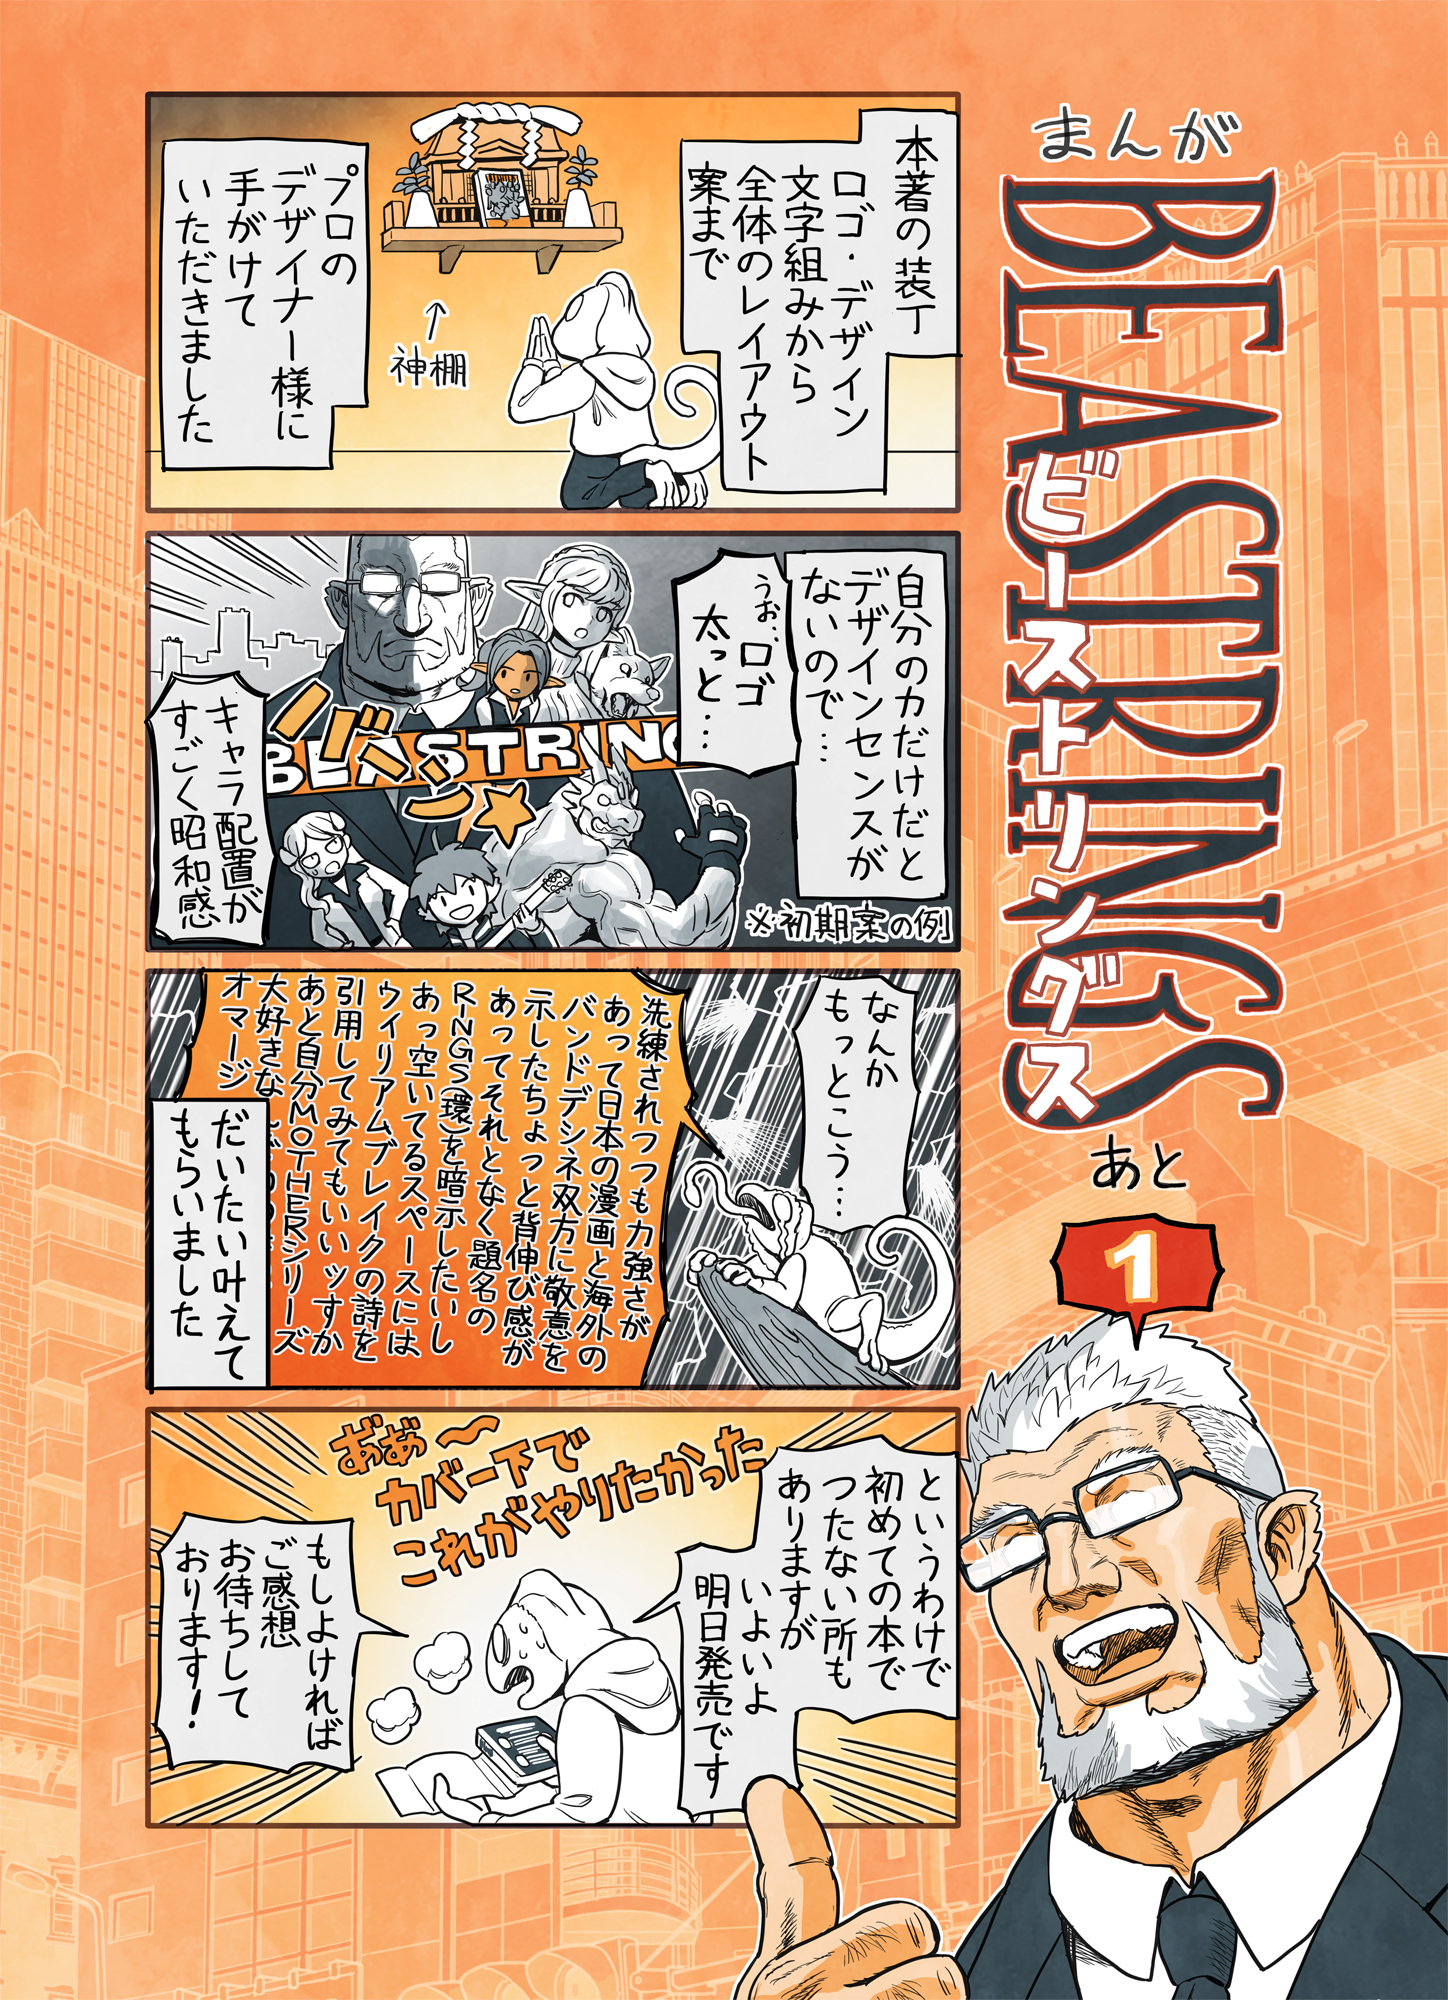 まんが
BEASTRINGS
ビーストリングス
あと
1
本著の装丁
ロゴ・デザイン
文字組みから
全体のレイアウト
案まで
プロの
デザイナー様に
手がけて
いただきました
↑
神棚
自分の力だけだと
デザインセンスが
ないので…
うぉ…ロゴ
太っと…
BEASTRING
ババーン
キャラ配置が
すごく昭和感
※初期案の例
なんか
もっとこう…
洗練されつつも力強さが
あって日本の漫画と海外の
バンドデシネ双方に敬意を
示したちょっと背伸び感が
あってそれとなく題名の
RINGS(環)を暗示したいし
あっ空いてるスペースには
ウィリアムブレイクの詩を
引用してみてもいいッすか
あと自分MOTHERシリーズ
大好きな
オマージ
だいたい叶えて
もらいました
というわけで
初めての本で
つたない所も
ありますが
いよいよ
明日発売です
あ゛あ゛～
カバー下で
これがやりたかった
もしよければ
ご感想
お待ちして
おります！